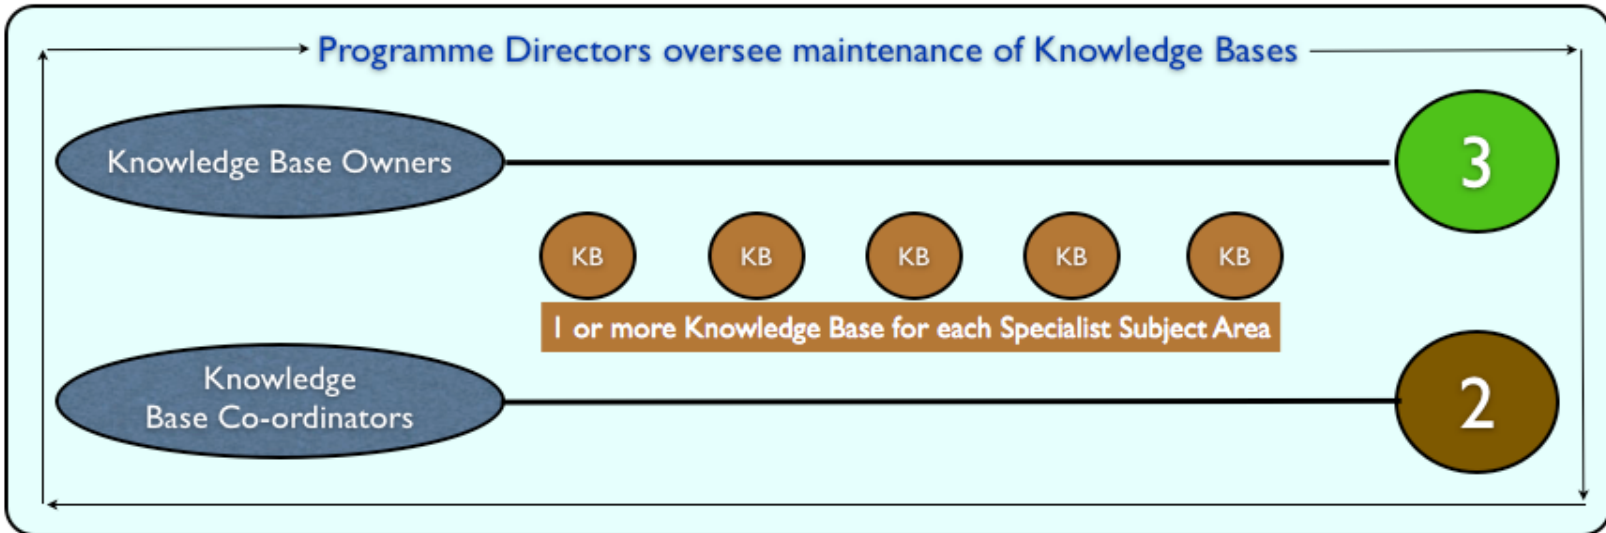 Programme Directors oversee maintenance of Knowledge Bases
Knowledge Base Owners
3
KB KB KB KB KB
1 or more Knowledge Base for each Specialist Subject Area
Knowledge
Base Co-ordinators
2